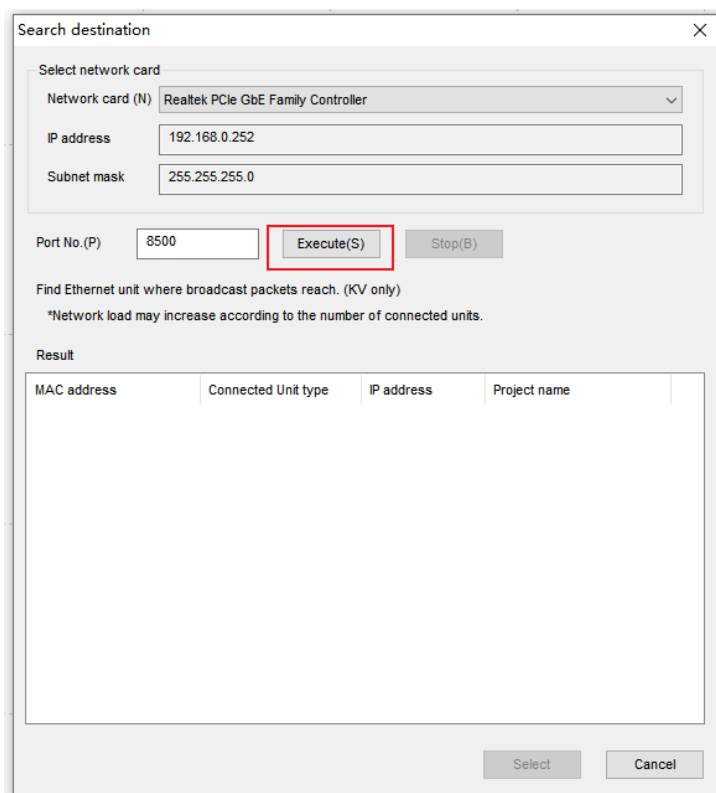 Search destination
Select network card
Network card (N) Realtek PCIe GbE Family Controller
IP address 192.168.0.252
Subnet mask 255.255.255.0
Port No.(P) 8500 Execute(S) Stop(B)
Find Ethernet unit where broadcast packets reach. (KV only)
*Network load may increase according to the number of connected units.
Result
MAC address Connected Unit type IP address Project name
Select Cancel